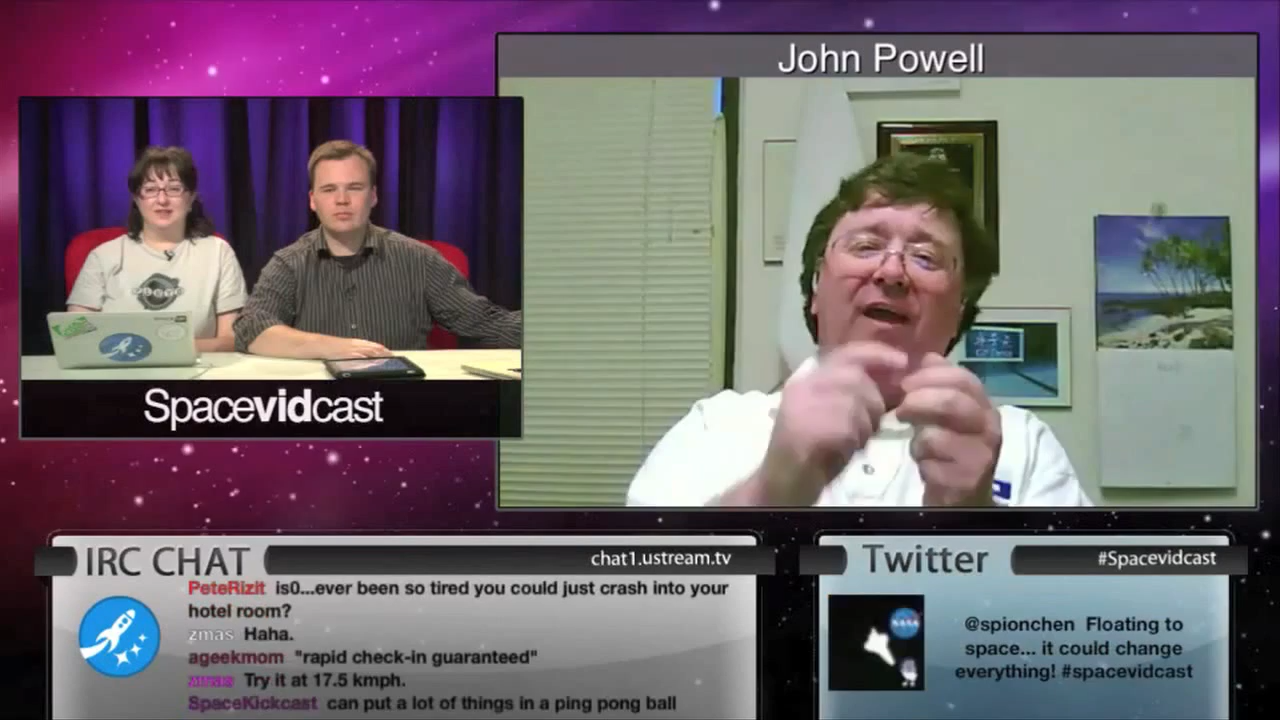 John Powell
Spacevidcast
IRC CHAT
chat1.ustream.tv
PeteRizit is0...ever been so tired you could just crash into your
hotel room?
zmas Haha.
ageekmom "rapid check-in guaranteed"
zmas Try it at 17.5 kmph.
SpaceKickcast can put a lot of things in a ping pong ball
Twitter
#Spacevidcast
NASA
@spionchen Floating to
space... it could change
everything! #spacevidcast